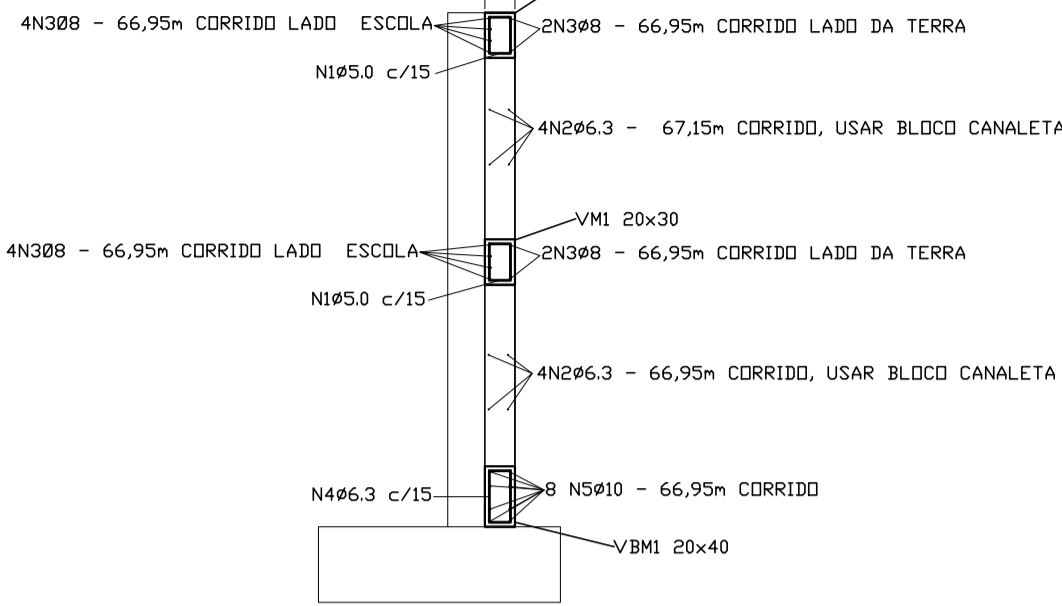 4N3Ø8 - 66,95m CORRIDO LADO ESCOLA
2N3Ø8 - 66,95m CORRIDO LADO DA TERRA
N1Ø5.0 c/15
4N2Ø6.3 - 67,15m CORRIDO, USAR BLOCO CANALETA
VM1 20x30
4N3Ø8 - 66,95m CORRIDO LADO ESCOLA
2N3Ø8 - 66,95m CORRIDO LADO DA TERRA
N1Ø5.0 c/15
4N2Ø6.3 - 66,95m CORRIDO, USAR BLOCO CANALETA
N4Ø6.3 c/15
8 N5Ø10 - 66,95m CORRIDO
VBM1 20x40